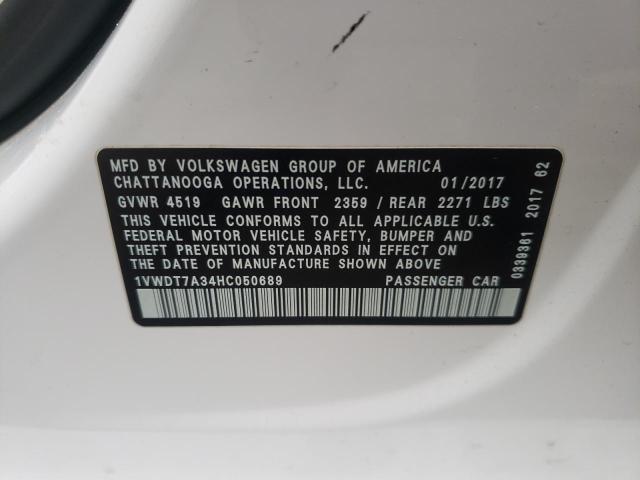 MFD BY VOLKSWAGEN GROUP OF AMERICA
CHATTANOOGA OPERATIONS, LLC. 01/2017
GVWR 4519 GAWR FRONT 2359 / REAR 2271 LBS
THIS VEHICLE CONFORMS TO ALL APPLICABLE U.S.
FEDERAL MOTOR VEHICLE SAFETY, BUMPER AND
THEFT PREVENTION STANDARDS IN EFFECT ON
THE DATE OF MANUFACTURE SHOWN ABOVE.
1VWDT7A34HC050689 PASSENGER CAR
0339361 2017 62